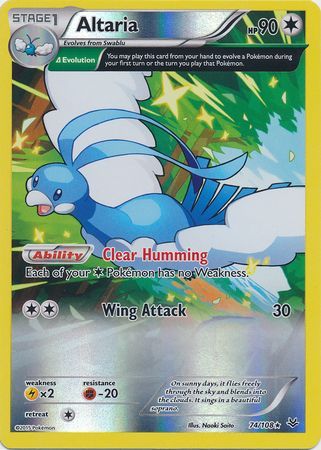 STAGE1
Altaria
HP 90
Evolves from Swablu
Δ Evolution
You may play this card from your hand to evolve a Pokémon during
your first turn or the turn you play that Pokémon.
Ability Clear Humming
Each of your Pokémon has no Weakness.
Wing Attack 30
weakness resistance
×2 -20
retreat
On sunny days, it flies freely
through the sky and blends into
the clouds. It sings in a beautiful
soprano.
©2015 Pokémon
Illus. Naoki Saito
74/108★